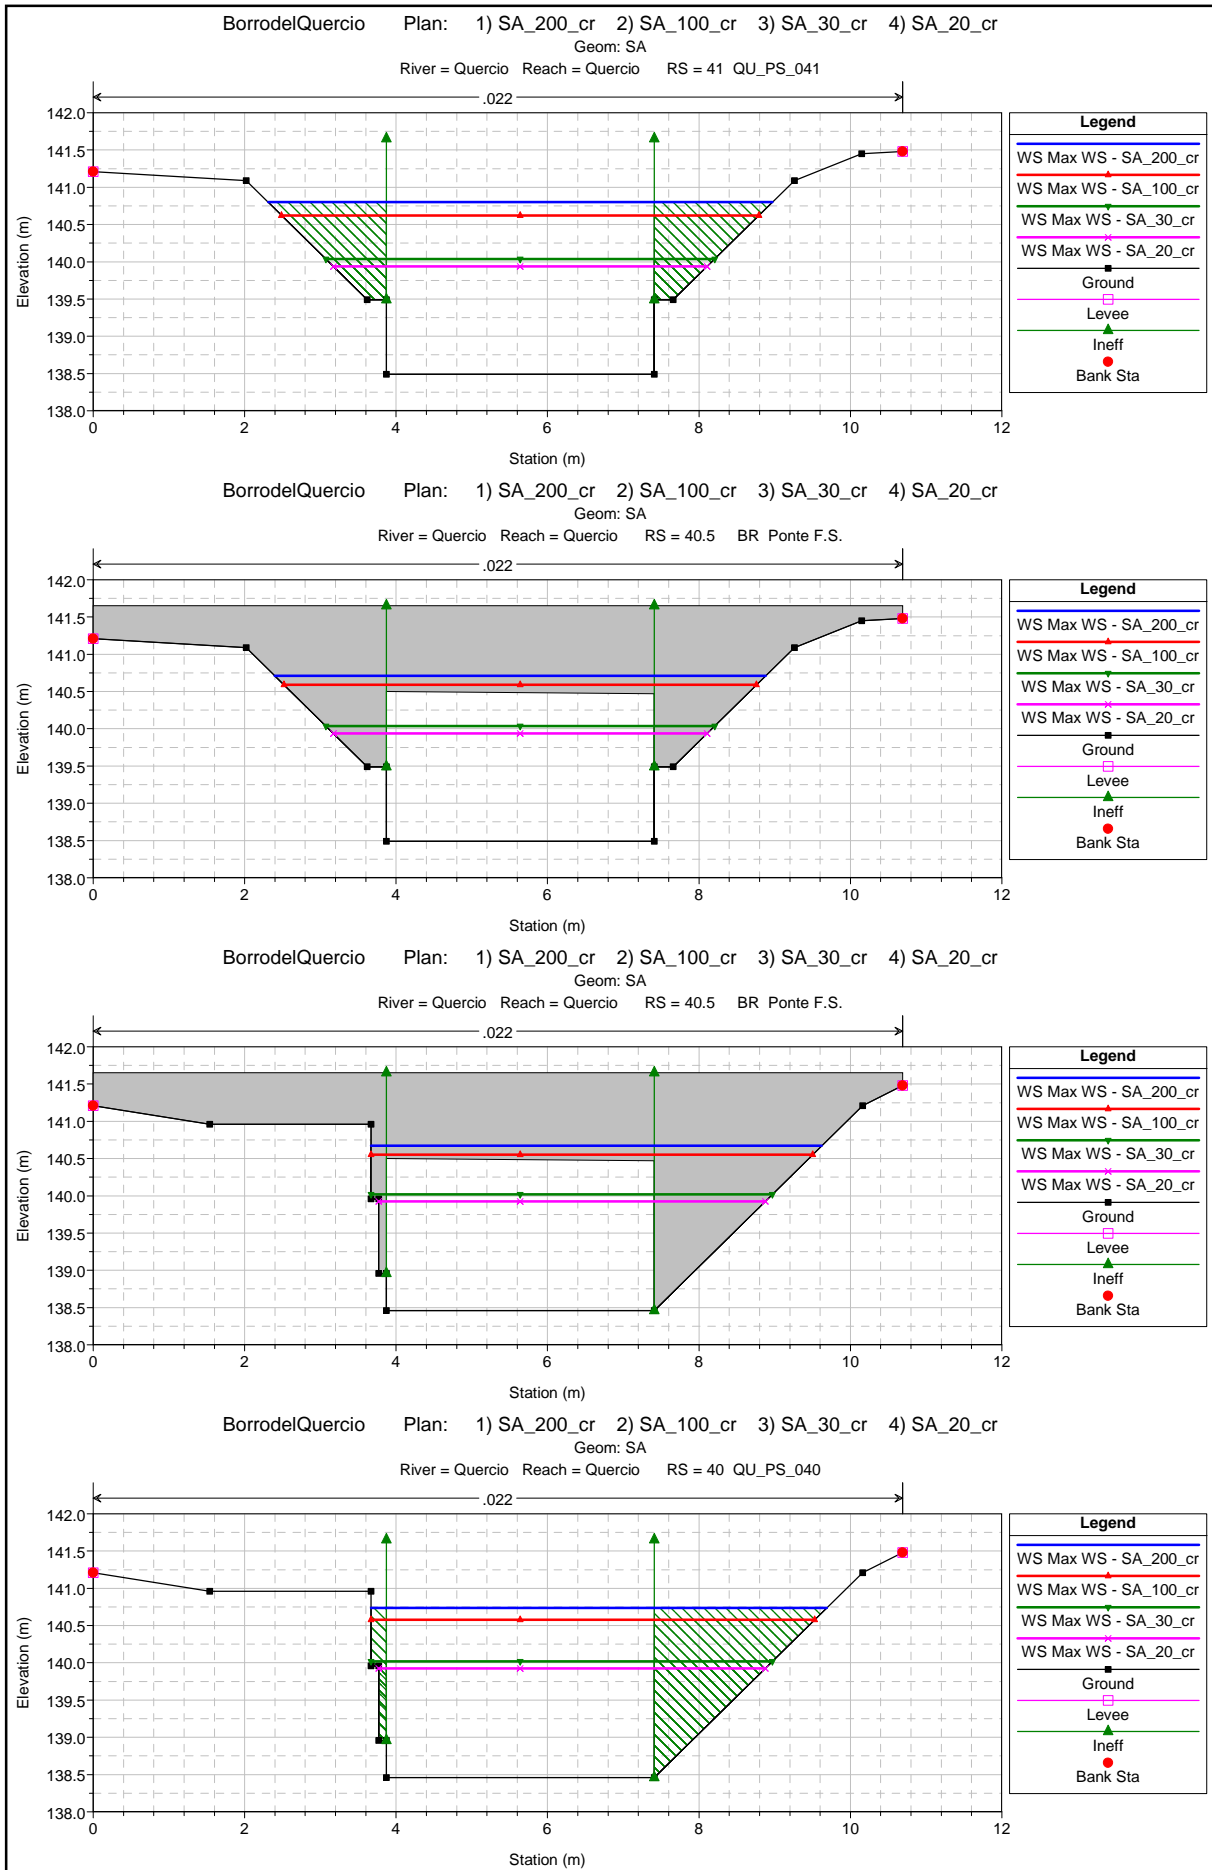 BorrodelQuercio Plan: 1) SA_200_cr 2) SA_100_cr 3) SA_30_cr 4) SA_20_cr
Geom: SA
River = Quercio Reach = Quercio RS = 41 QU_PS_041
.022
142.0
141.5
141.0
140.5
140.0
139.5
139.0
138.5
138.0
Elevation (m)
0 2 4 6 8 10 12
Station (m)
Legend
WS Max WS - SA_200_cr
WS Max WS - SA_100_cr
WS Max WS - SA_30_cr
WS Max WS - SA_20_cr
Ground
Levee
Ineff
Bank Sta
BorrodelQuercio Plan: 1) SA_200_cr 2) SA_100_cr 3) SA_30_cr 4) SA_20_cr
Geom: SA
River = Quercio Reach = Quercio RS = 40.5 BR Ponte F.S.
.022
142.0
141.5
141.0
140.5
140.0
139.5
139.0
138.5
138.0
Elevation (m)
0 2 4 6 8 10 12
Station (m)
Legend
WS Max WS - SA_200_cr
WS Max WS - SA_100_cr
WS Max WS - SA_30_cr
WS Max WS - SA_20_cr
Ground
Levee
Ineff
Bank Sta
BorrodelQuercio Plan: 1) SA_200_cr 2) SA_100_cr 3) SA_30_cr 4) SA_20_cr
Geom: SA
River = Quercio Reach = Quercio RS = 40.5 BR Ponte F.S.
.022
142.0
141.5
141.0
140.5
140.0
139.5
139.0
138.5
138.0
Elevation (m)
0 2 4 6 8 10 12
Station (m)
Legend
WS Max WS - SA_200_cr
WS Max WS - SA_100_cr
WS Max WS - SA_30_cr
WS Max WS - SA_20_cr
Ground
Levee
Ineff
Bank Sta
BorrodelQuercio Plan: 1) SA_200_cr 2) SA_100_cr 3) SA_30_cr 4) SA_20_cr
Geom: SA
River = Quercio Reach = Quercio RS = 40 QU_PS_040
.022
142.0
141.5
141.0
140.5
140.0
139.5
139.0
138.5
138.0
Elevation (m)
0 2 4 6 8 10 12
Station (m)
Legend
WS Max WS - SA_200_cr
WS Max WS - SA_100_cr
WS Max WS - SA_30_cr
WS Max WS - SA_20_cr
Ground
Levee
Ineff
Bank Sta